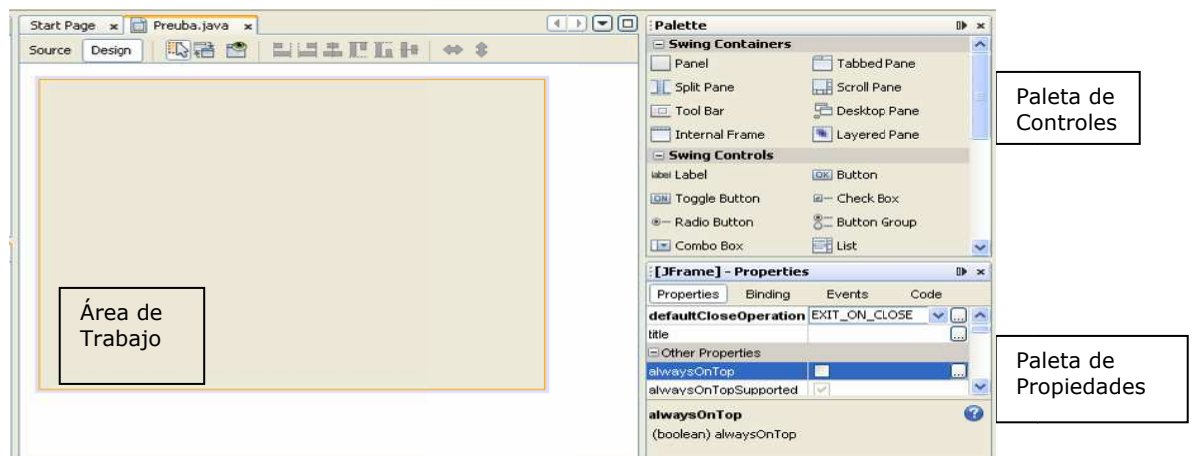 Start Page x Preuba.java x
Source Design
Área de
Trabajo
Palette
Swing Containers
Panel Tabbed Pane
Split Pane Scroll Pane
Tool Bar Desktop Pane
Internal Frame Layered Pane
Swing Controls
label Label OK Button
ON Toggle Button Check Box
Radio Button Button Group
Combo Box List
Paleta de
Controles
[JFrame] - Properties
Properties Binding Events Code
defaultCloseOperation EXIT_ON_CLOSE ...
title ...
Other Properties
alwaysOnTop ...
alwaysOnTopSupported
alwaysOnTop ?
(boolean) alwaysOnTop
Paleta de
Propiedades